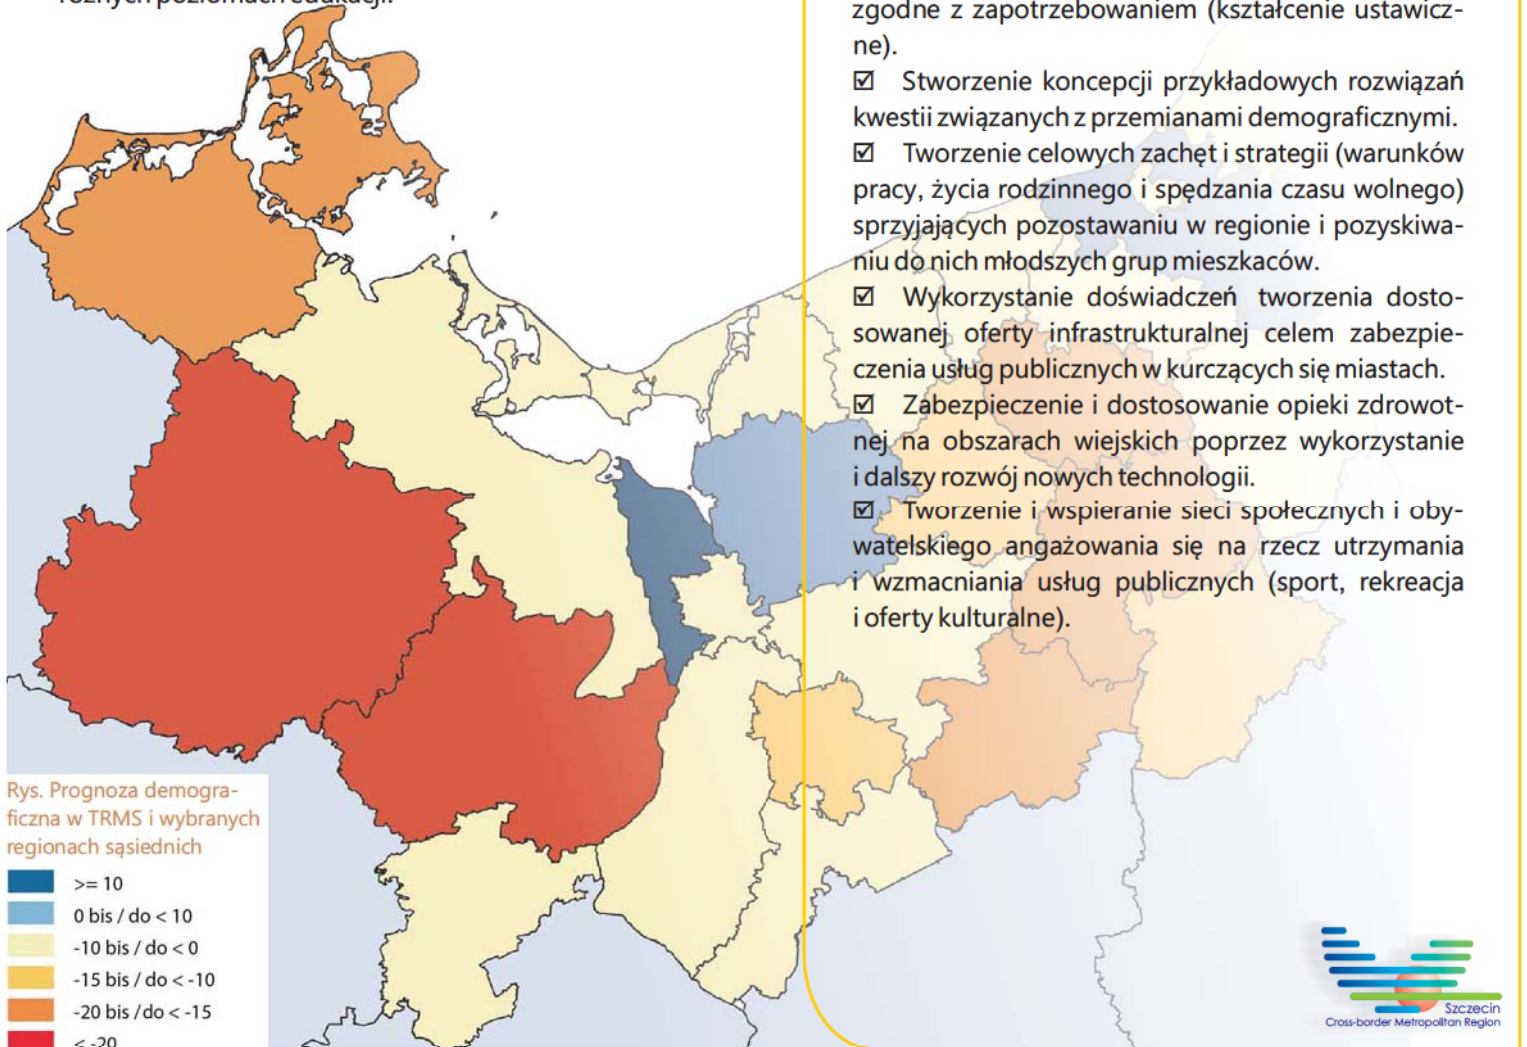 różnych poziomach edukacji.
zgodne z zapotrzebowaniem (kształcenie ustawicz-
ne).
☑ Stworzenie koncepcji przykładowych rozwiązań
kwestii związanych z przemianami demograficznymi.
☑ Tworzenie celowych zachęt i strategii (warunków
pracy, życia rodzinnego i spędzania czasu wolnego)
sprzyjających pozostawaniu w regionie i pozyskiwa-
niu do nich młodszych grup mieszkaców.
☑ Wykorzystanie doświadczeń tworzenia dosto-
sowanej oferty infrastrukturalnej celem zabezpie-
czenia usług publicznych w kurczących się miastach.
☑ Zabezpieczenie i dostosowanie opieki zdrowot-
nej na obszarach wiejskich poprzez wykorzystanie
i dalszy rozwój nowych technologii.
☑ Tworzenie i wspieranie sieci społecznych i oby-
watelskiego angażowania się na rzecz utrzymania
i wzmacniania usług publicznych (sport, rekreacja
i oferty kulturalne).
Rys. Prognoza demogra-
ficzna w TRMS i wybranych
regionach sąsiednich
>= 10
0 bis / do < 10
-10 bis / do < 0
-15 bis / do < -10
-20 bis /do < -15
< -20
Szczecin
Cross-border Metropolitan Region